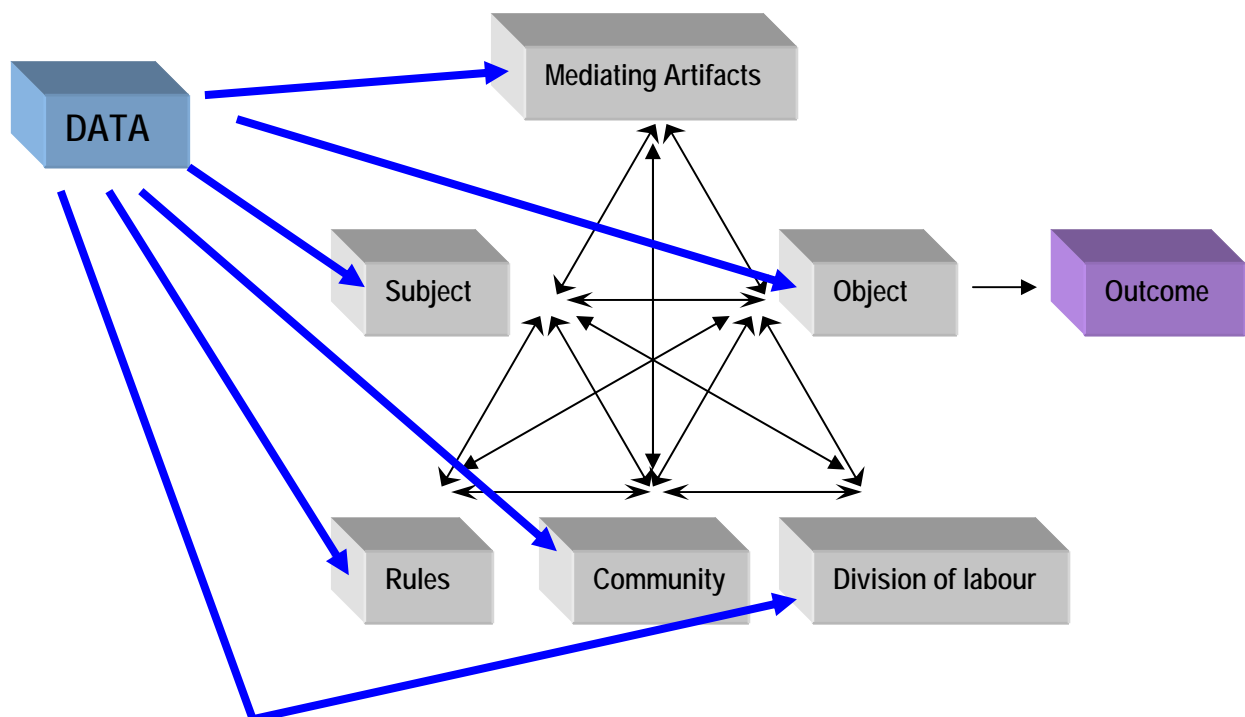 Mediating Artifacts
DATA
Subject
Object
Outcome
Rules
Community
Division of labour